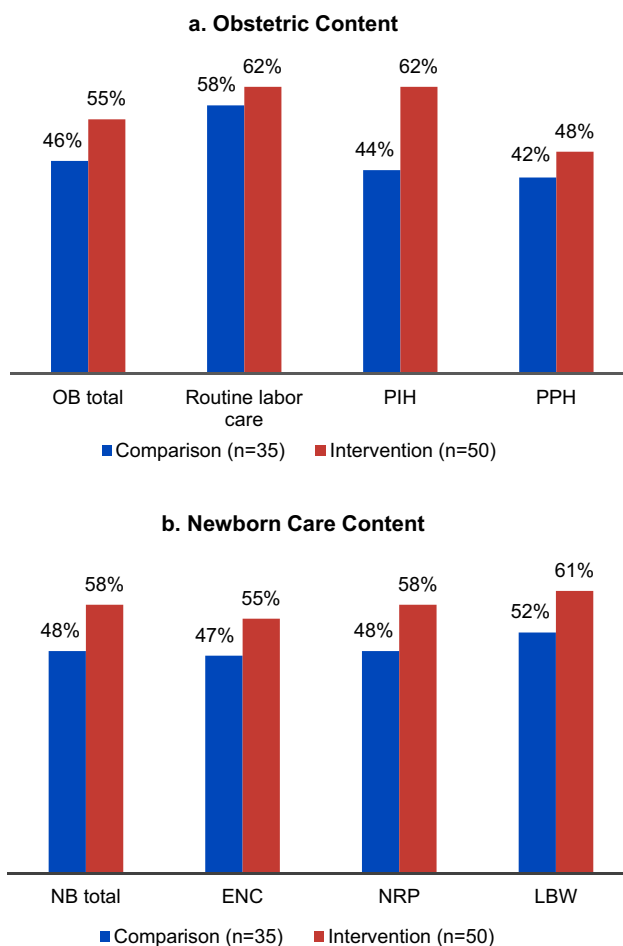 a. Obstetric Content
46%
55%
58%
62%
44%
62%
42%
48%
OB total
Routine labor
care
PIH
PPH
Comparison (n=35)
Intervention (n=50)
b. Newborn Care Content
48%
58%
47%
55%
48%
58%
52%
61%
NB total
ENC
NRP
LBW
Comparison (n=35)
Intervention (n=50)